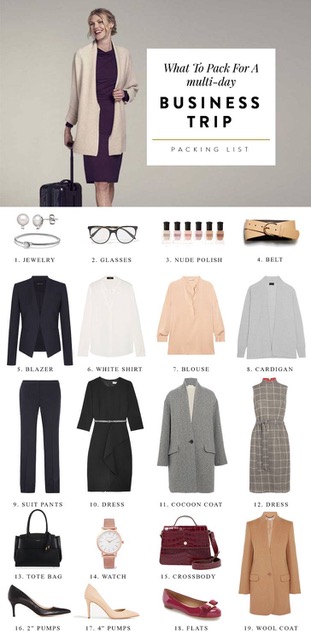 What To Pack For A
multi-day
BUSINESS
TRIP
PACKING LIST
1. JEWELRY
2. GLASSES
3. NUDE POLISH
4. BELT
5. BLAZER
6. WHITE SHIRT
7. BLOUSE
8. CARDIGAN
9. SUIT PANTS
10. DRESS
11. COCOON COAT
12. DRESS
13. TOTE BAG
14. WATCH
15. CROSSBODY
16. 2" PUMPS
17. 4" PUMPS
18. FLATS
19. WOOL COAT